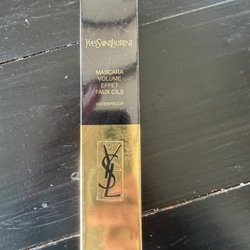 YVESSAINTLAURENT
MASCARA
VOLUME
EFFET
FAUX CILS
WATERPROOF
YSL